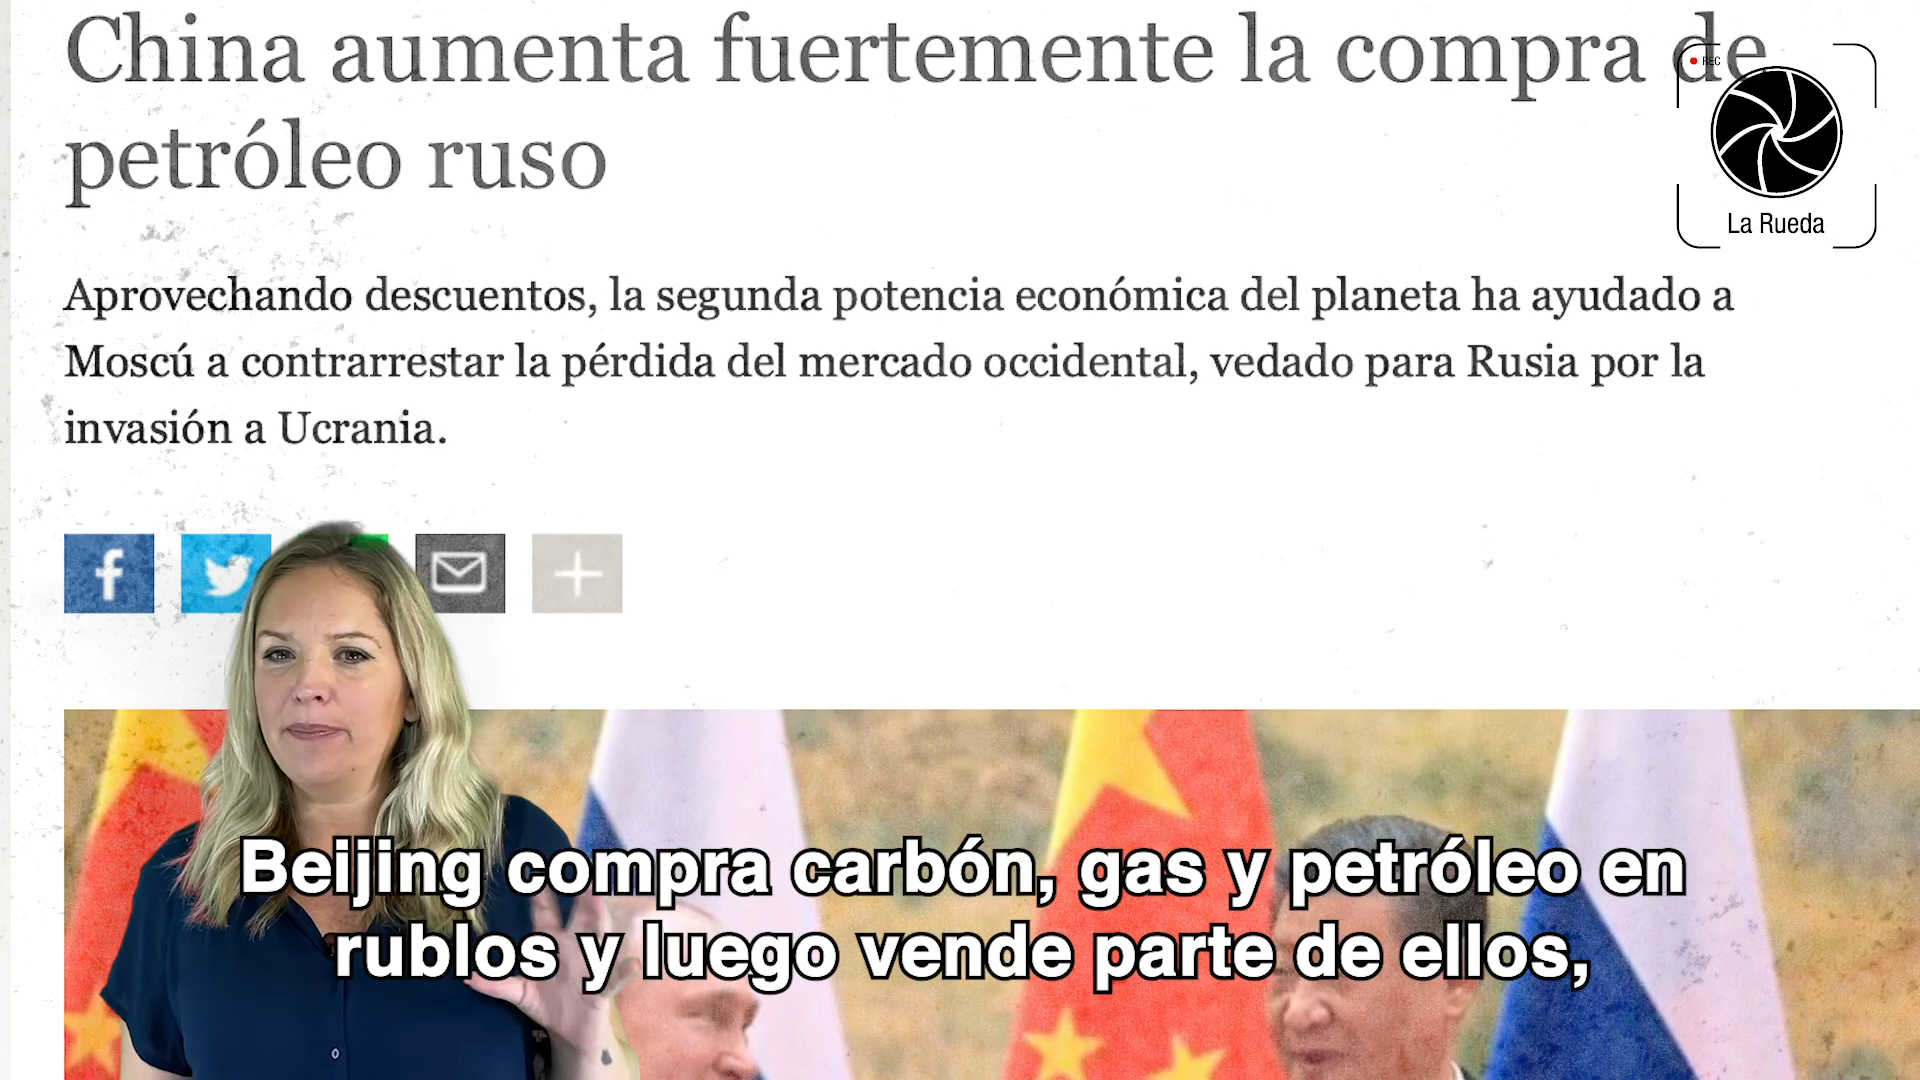 China aumenta fuertemente la compra de
petróleo ruso
REC
La Rueda
Aprovechando descuentos, la segunda potencia económica del planeta ha ayudado a
Moscú a contrarrestar la pérdida del mercado occidental, vedado para Rusia por la
invasión a Ucrania.
Beijing compra carbón, gas y petróleo en
rublos y luego vende parte de ellos,